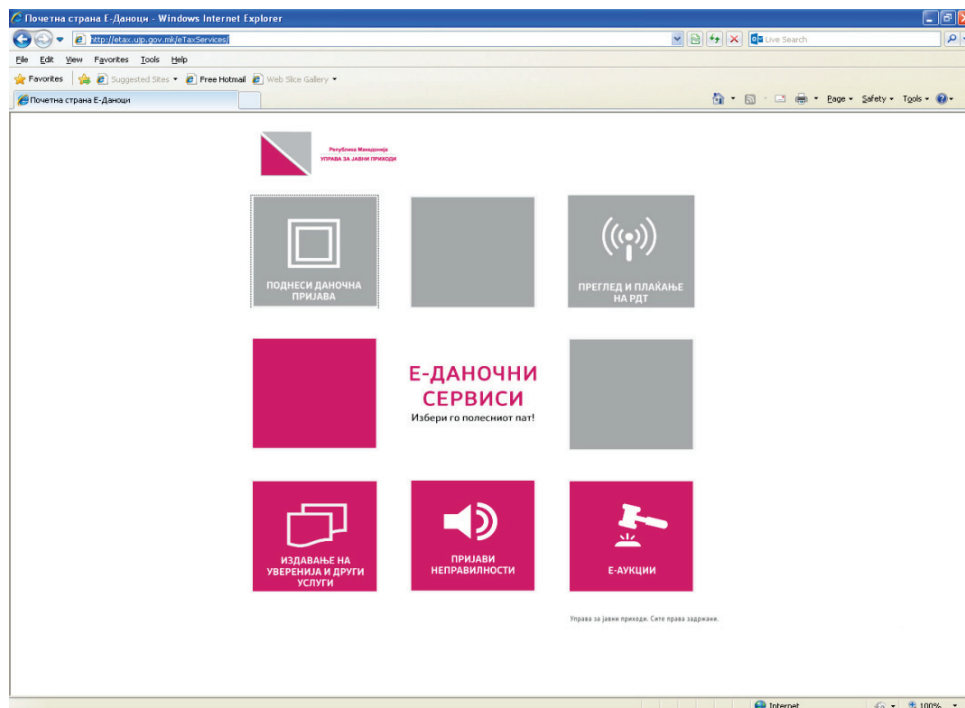 Почетна страна Е-Даноци - Windows Internet Explorer
http://etax.ujp.gov.mk/eTaxServices/
Live Search
File Edit View Favorites Tools Help
Favorites Suggested Sites Free Hotmail Web Slice Gallery
Почетна страна Е-Даноци
Page Safety Tools
Република Македонија
УПРАВА ЗА ЈАВНИ ПРИХОДИ
ПОДНЕСИ ДАНОЧНА
ПРИЈАВА
ПРЕГЛЕД И ПЛАЌАЊЕ
НА РДТ
Е-ДАНОЧНИ
СЕРВИСИ
Избери го полесниот пат!
ИЗДАВАЊЕ НА
УВЕРЕНИЈА И ДРУГИ
УСЛУГИ
ПРИЈАВИ
НЕПРАВИЛНОСТИ
Е-АУКЦИИ
Управа за јавни приходи. Сите права задржани.
Internet
100%